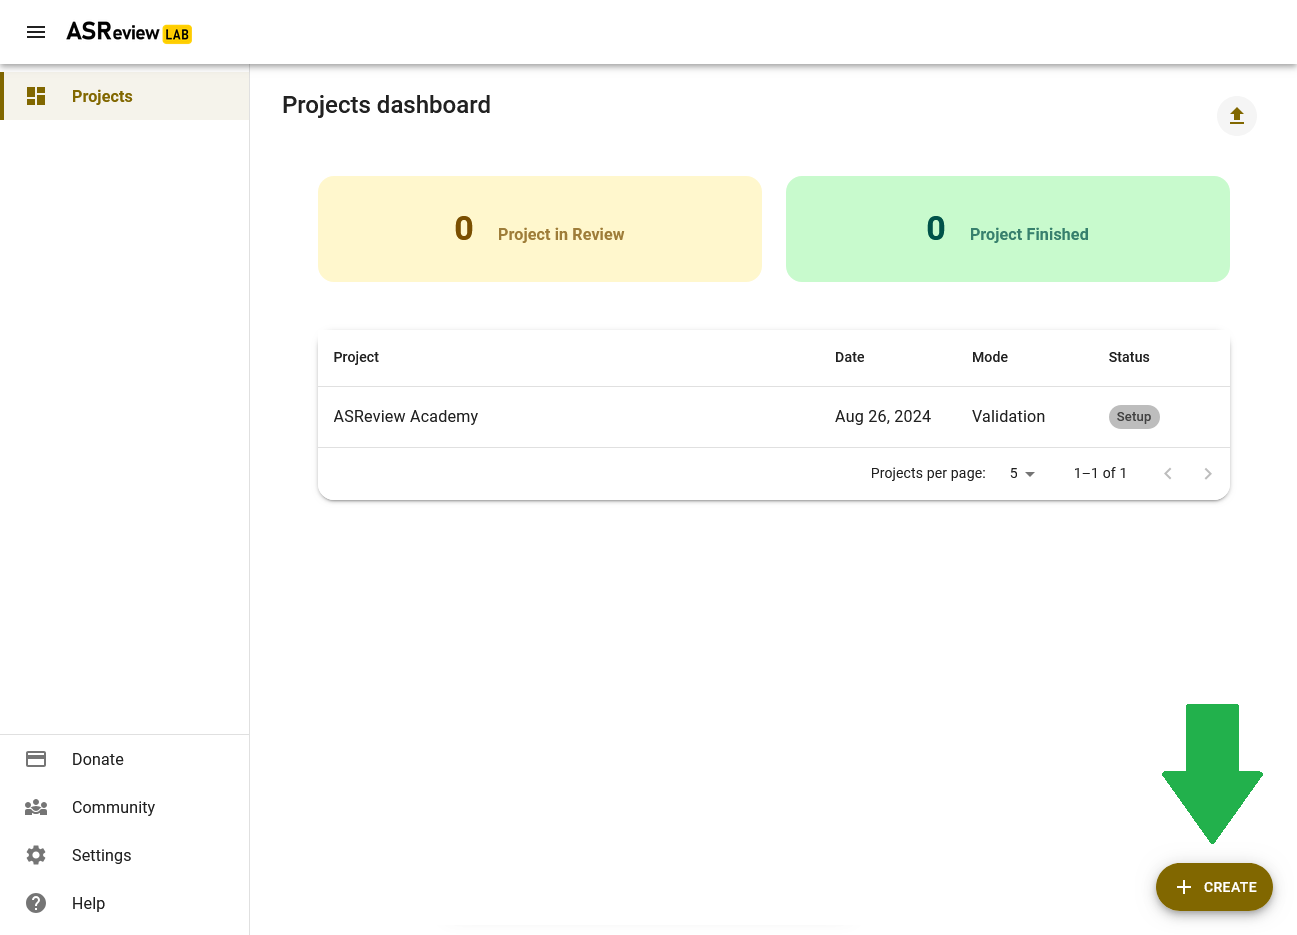 ASReview LAB
Projects
Projects dashboard
0 Project in Review
0 Project Finished
Project Date Mode Status
ASReview Academy Aug 26, 2024 Validation Setup
Projects per page: 5 1–1 of 1
Donate
Community
Settings
Help
CREATE